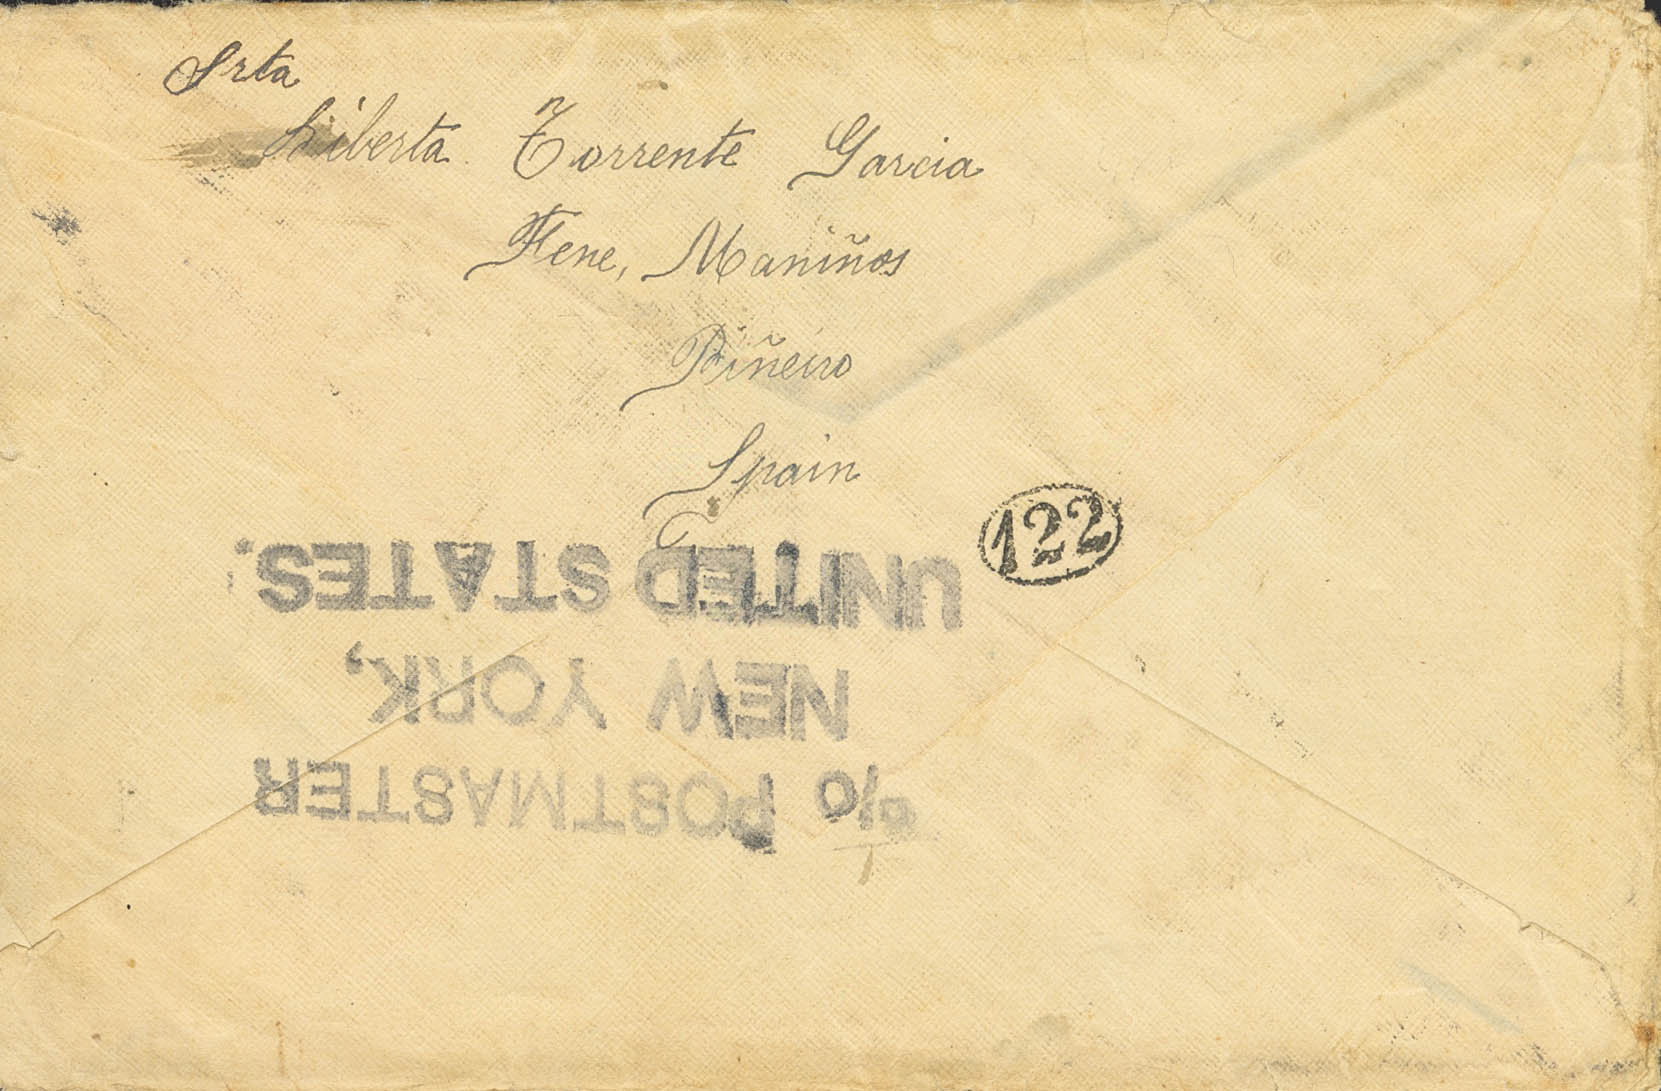 Srta
Liberta Torrente Garcia
Fene, Maniños
Piñeiro
Spain
122
c/o POSTMASTER
NEW YORK,
UNITED STATES.